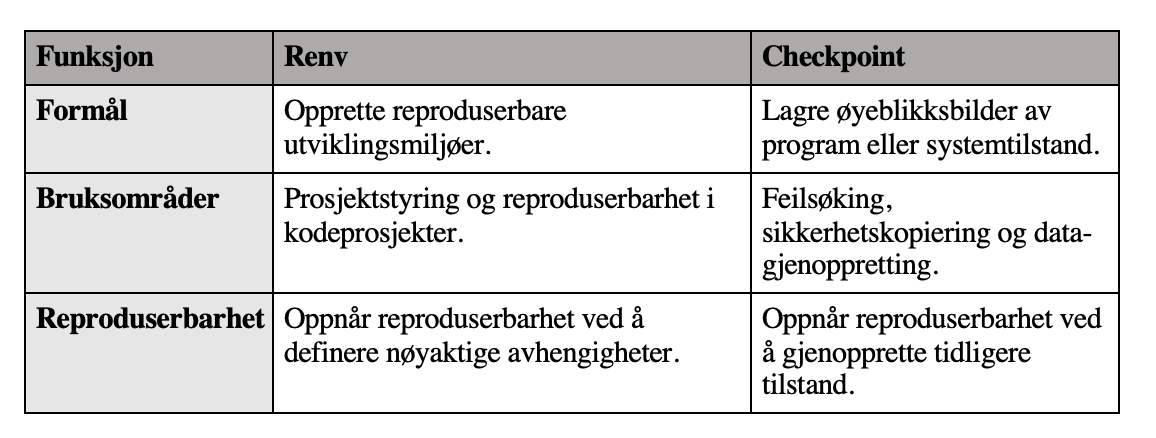 Funksjon Renv Checkpoint
Formål Opprette reproduserbare Lagre øyeblikksbilder av
utviklingsmiljøer. program eller systemtilstand.
Bruksområder Prosjektstyring og reproduserbarhet i Feilsøking,
kodeprosjekter. sikkerhetskopiering og data-
gjenoppretting.
Reproduserbarhet Oppnår reproduserbarhet ved å Oppnår reproduserbarhet ved
definere nøyaktige avhengigheter. å gjenopprette tidligere
tilstand.